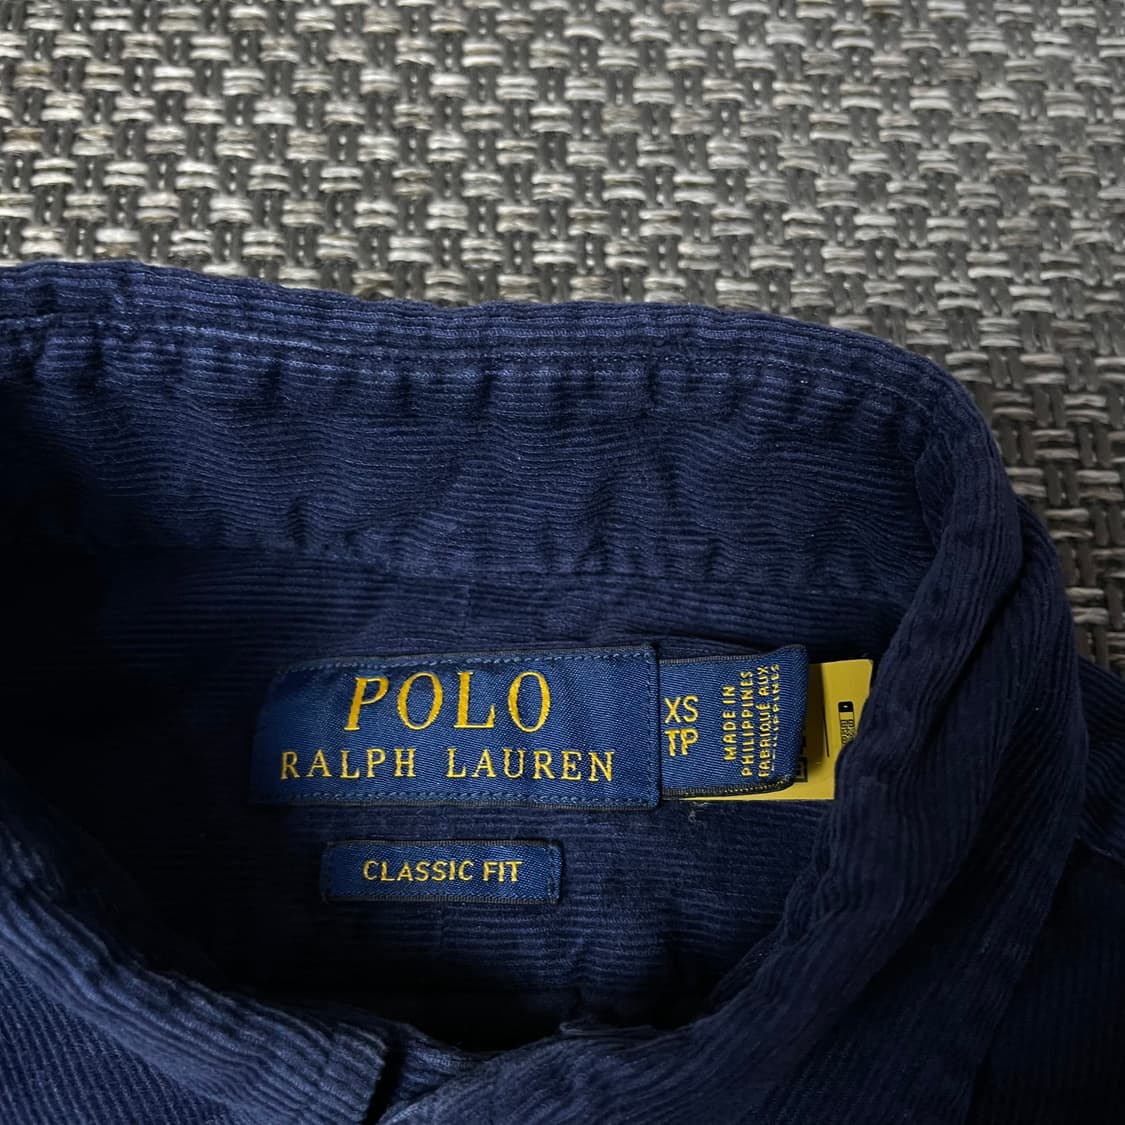 POLO
RALPH LAUREN
XS
TP
MADE IN
PHILIPPINES
FABRIQUÉ AUX
PHILIPPINES
CLASSIC FIT